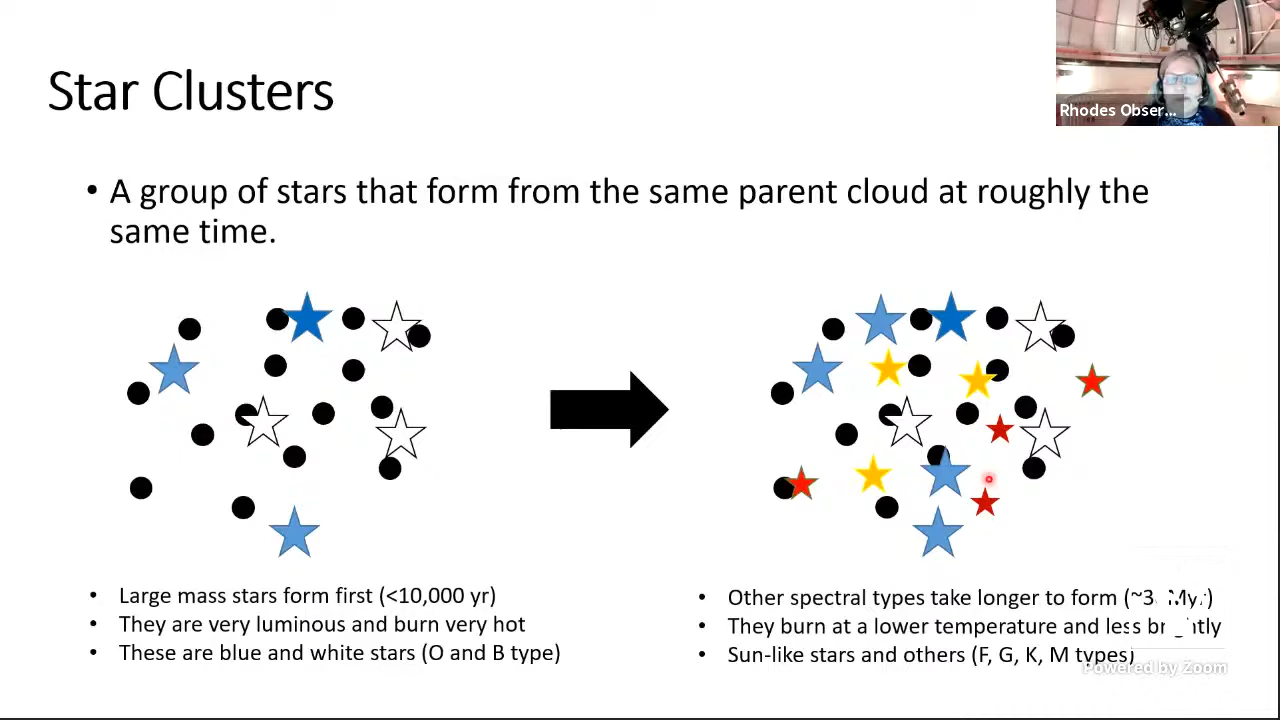 Star Clusters
Rhodes Obser...
• A group of stars that form from the same parent cloud at roughly the
same time.
• Large mass stars form first (<10,000 yr)
• They are very luminous and burn very hot
• These are blue and white stars (O and B type)
• Other spectral types take longer to form
• They burn at a lower temperature and less brightly
• Sun-like stars and others (F, G, K, M types)
Powered by Zoom